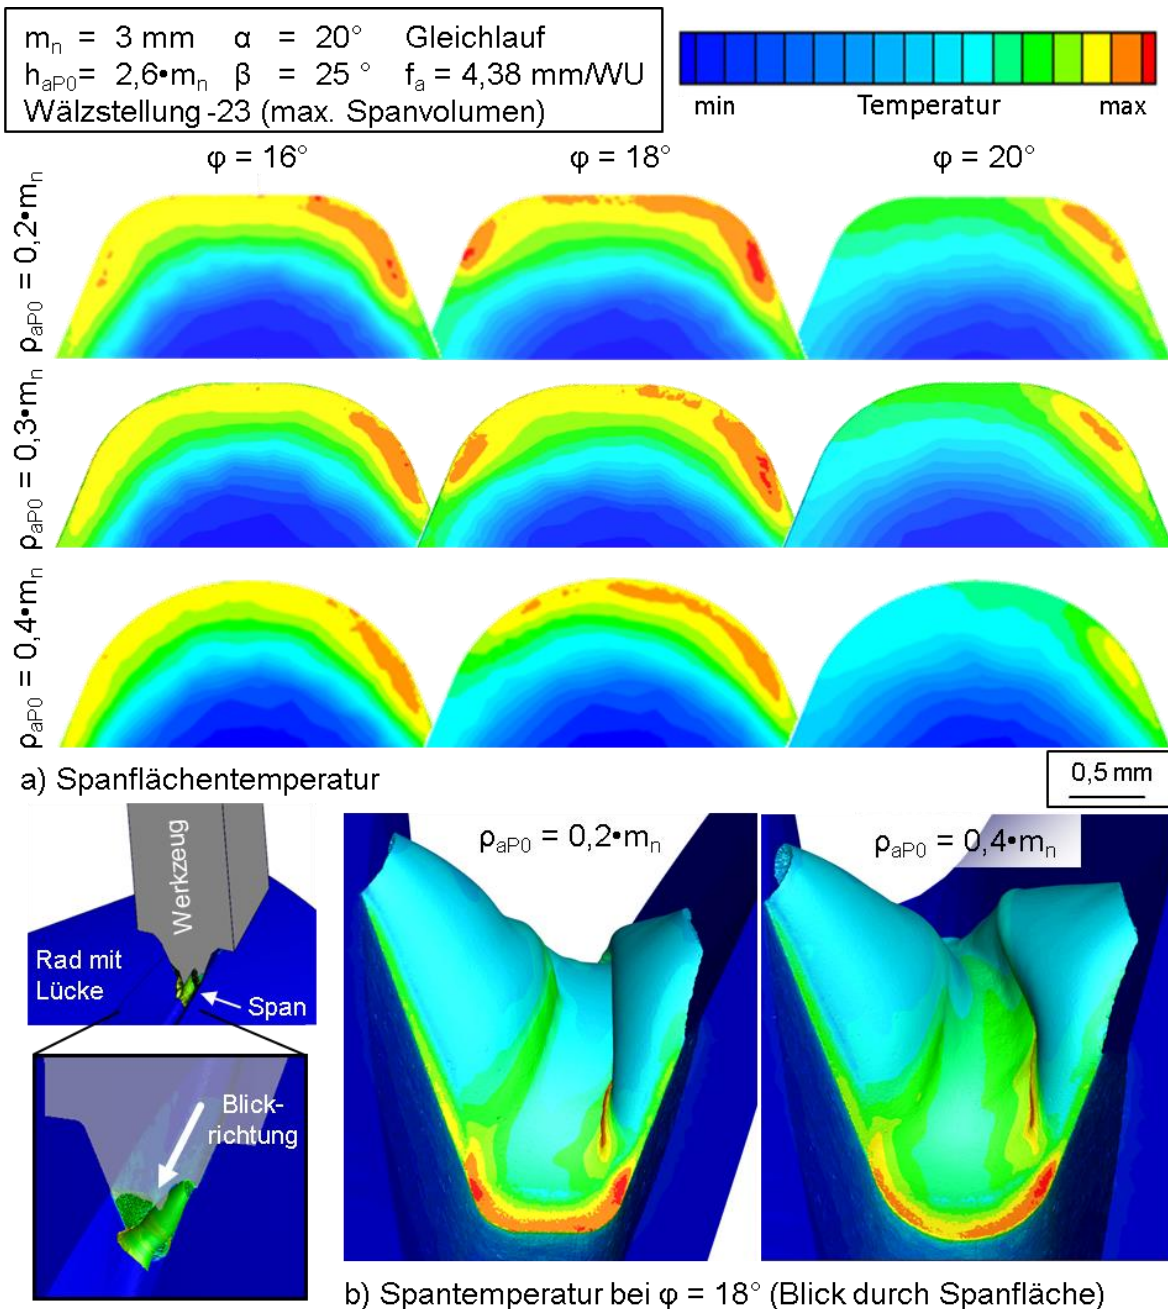 mn = 3 mm α = 20° Gleichlauf
haP0= 2,6•mn β = 25 ° fa = 4,38 mm/WU
Wälzstellung -23 (max. Spanvolumen)
min Temperatur max
φ = 16° φ = 18° φ = 20°
ρaP0 = 0,2•mn
ρaP0 = 0,3•mn
ρaP0 = 0,4•mn
a) Spanflächentemperatur
0,5 mm
Werkzeug
Rad mit
Lücke
Span
Blick-
richtung
ρaP0 = 0,2•mn
ρaP0 = 0,4•mn
b) Spantemperatur bei φ = 18° (Blick durch Spanfläche)